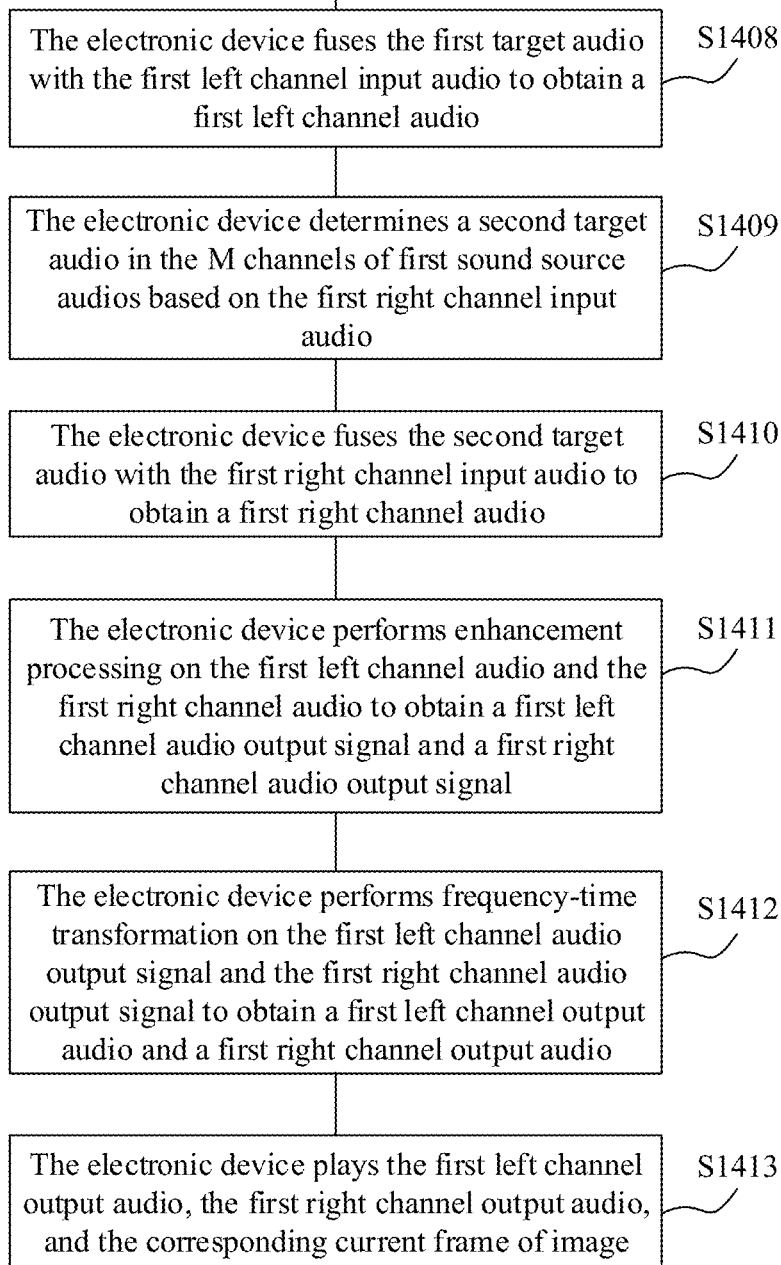 The electronic device fuses the first target audio
with the first left channel input audio to obtain a
first left channel audio
S1408
The electronic device determines a second target
audio in the M channels of first sound source
audios based on the first right channel input
audio
S1409
The electronic device fuses the second target
audio with the first right channel input audio to
obtain a first right channel audio
S1410
The electronic device performs enhancement
processing on the first left channel audio and the
first right channel audio to obtain a first left
channel audio output signal and a first right
channel audio output signal
S1411
The electronic device performs frequency-time
transformation on the first left channel audio
output signal and the first right channel audio
output signal to obtain a first left channel output
audio and a first right channel output audio
S1412
The electronic device plays the first left channel
output audio, the first right channel output audio,
and the corresponding current frame of image
S1413